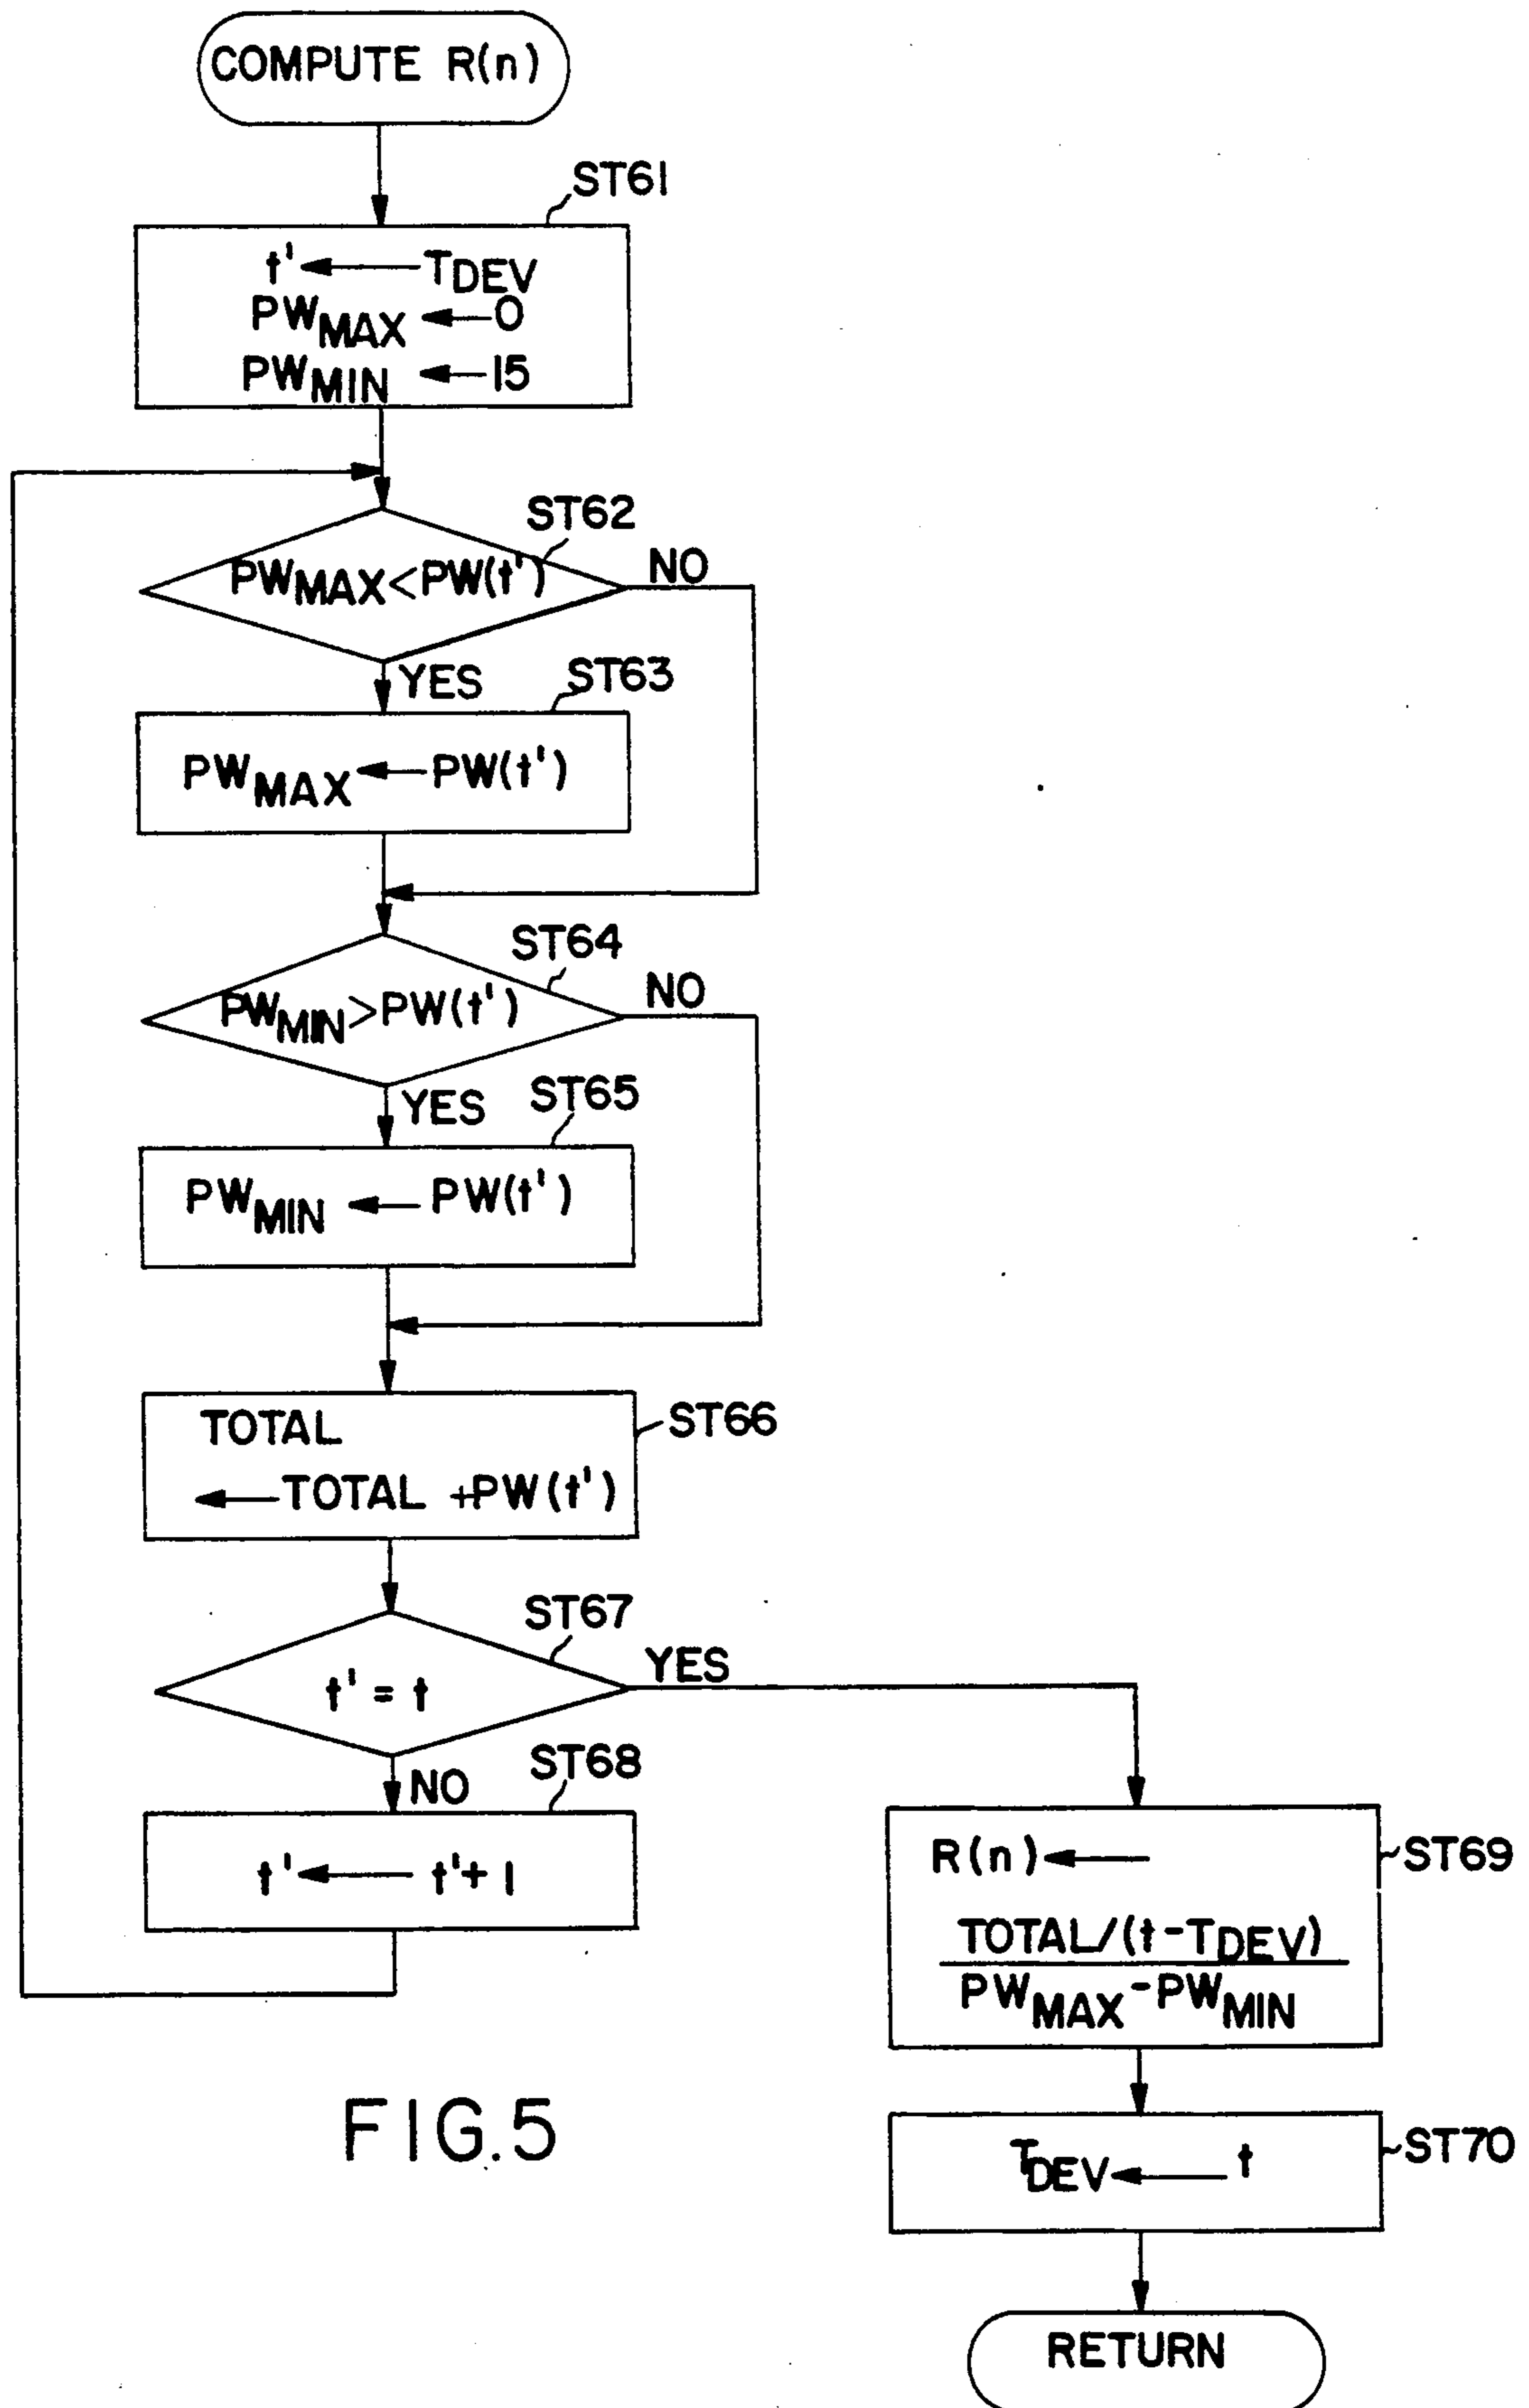 COMPUTE R(n)
ST61
t' ← TDEV
PWMAX ← 0
PWMIN ← 15
ST62
PWMAX < PW(t')
NO
YES
ST63
PWMAX ← PW(t')
ST64
PWMIN > PW(t')
NO
YES
ST65
PWMIN ← PW(t')
TOTAL
← TOTAL + PW(t')
ST66
ST67
t' = t
YES
NO
ST68
t' ← t' + 1
R(n) ←
TOTAL/(t-TDEV)
PWMAX - PWMIN
ST69
TDEV ← t
ST70
RETURN
FIG.5